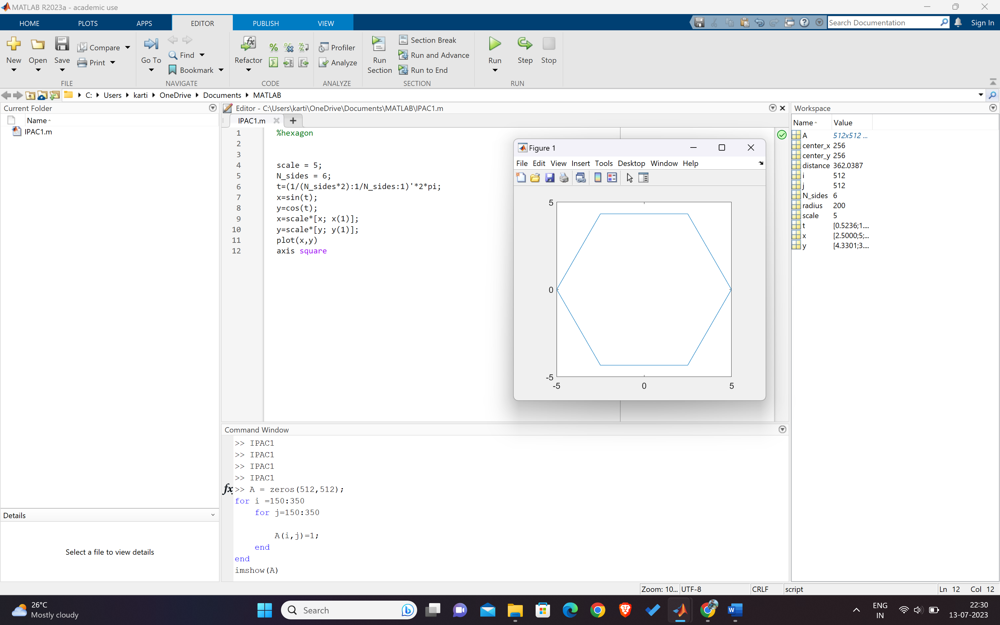 MATLAB R2023a - academic use
HOME PLOTS APPS EDITOR PUBLISH VIEW Search Documentation Sign In
New Open Save Compare Print Go To Find Bookmark Refactor Profiler Analyze Run Section Section Break Run and Advance Run to End Run Step Stop
FILE NAVIGATE CODE ANALYZE SECTION RUN
C: Users karti OneDrive Documents MATLAB
Current Folder
Name
IPAC1.m
Details
Select a file to view details
Editor - C:\Users\karti\OneDrive\Documents\MATLAB\IPAC1.m
IPAC1.m
1 %hexagon
2
3
4 scale = 5;
5 N_sides = 6;
6 t=(1/(N_sides*2):1/N_sides:1)'*2*pi;
7 x=sin(t);
8 y=cos(t);
9 x=scale*[x; x(1)];
10 y=scale*[y; y(1)];
11 plot(x,y)
12 axis square
Figure 1
File Edit View Insert Tools Desktop Window Help
5
0
-5
-5 0 5
Command Window
>> IPAC1
>> IPAC1
>> IPAC1
>> IPAC1
fx >> A = zeros(512,512);
for i =150:350
for j=150:350
A(i,j)=1;
end
end
imshow(A)
Workspace
Name Value
A 512x512 ...
center_x 256
center_y 256
distance 362.0387
i 512
j 512
N_sides 6
radius 200
scale 5
t [0.5236;1....
x [2.5000;5;...
y [4.3301;3....
Zoom: 10... UTF-8 CRLF script Ln 12 Col 12
26°C
Mostly cloudy
Search
ENG
IN
22:30
13-07-2023